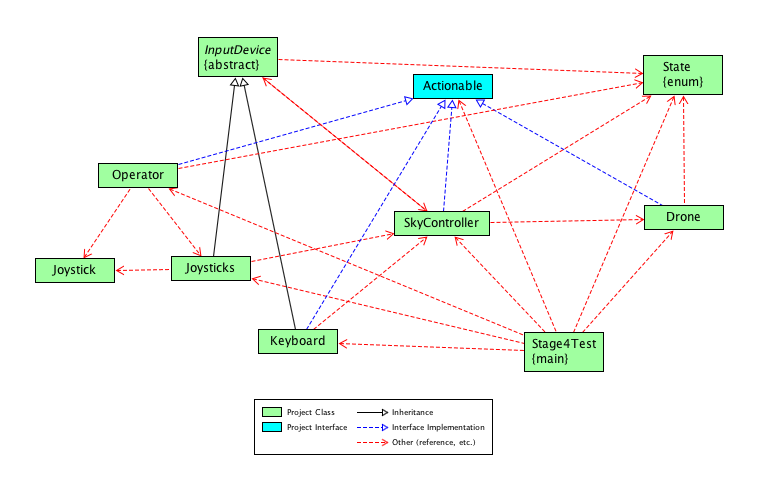 InputDevice
{abstract}
State
{enum}
Actionable
Operator
SkyController
Drone
Joystick
Joysticks
Keyboard
Stage4Test
{main}
Project Class
Inheritance
Project Interface
Interface Implementation
Other (reference, etc.)